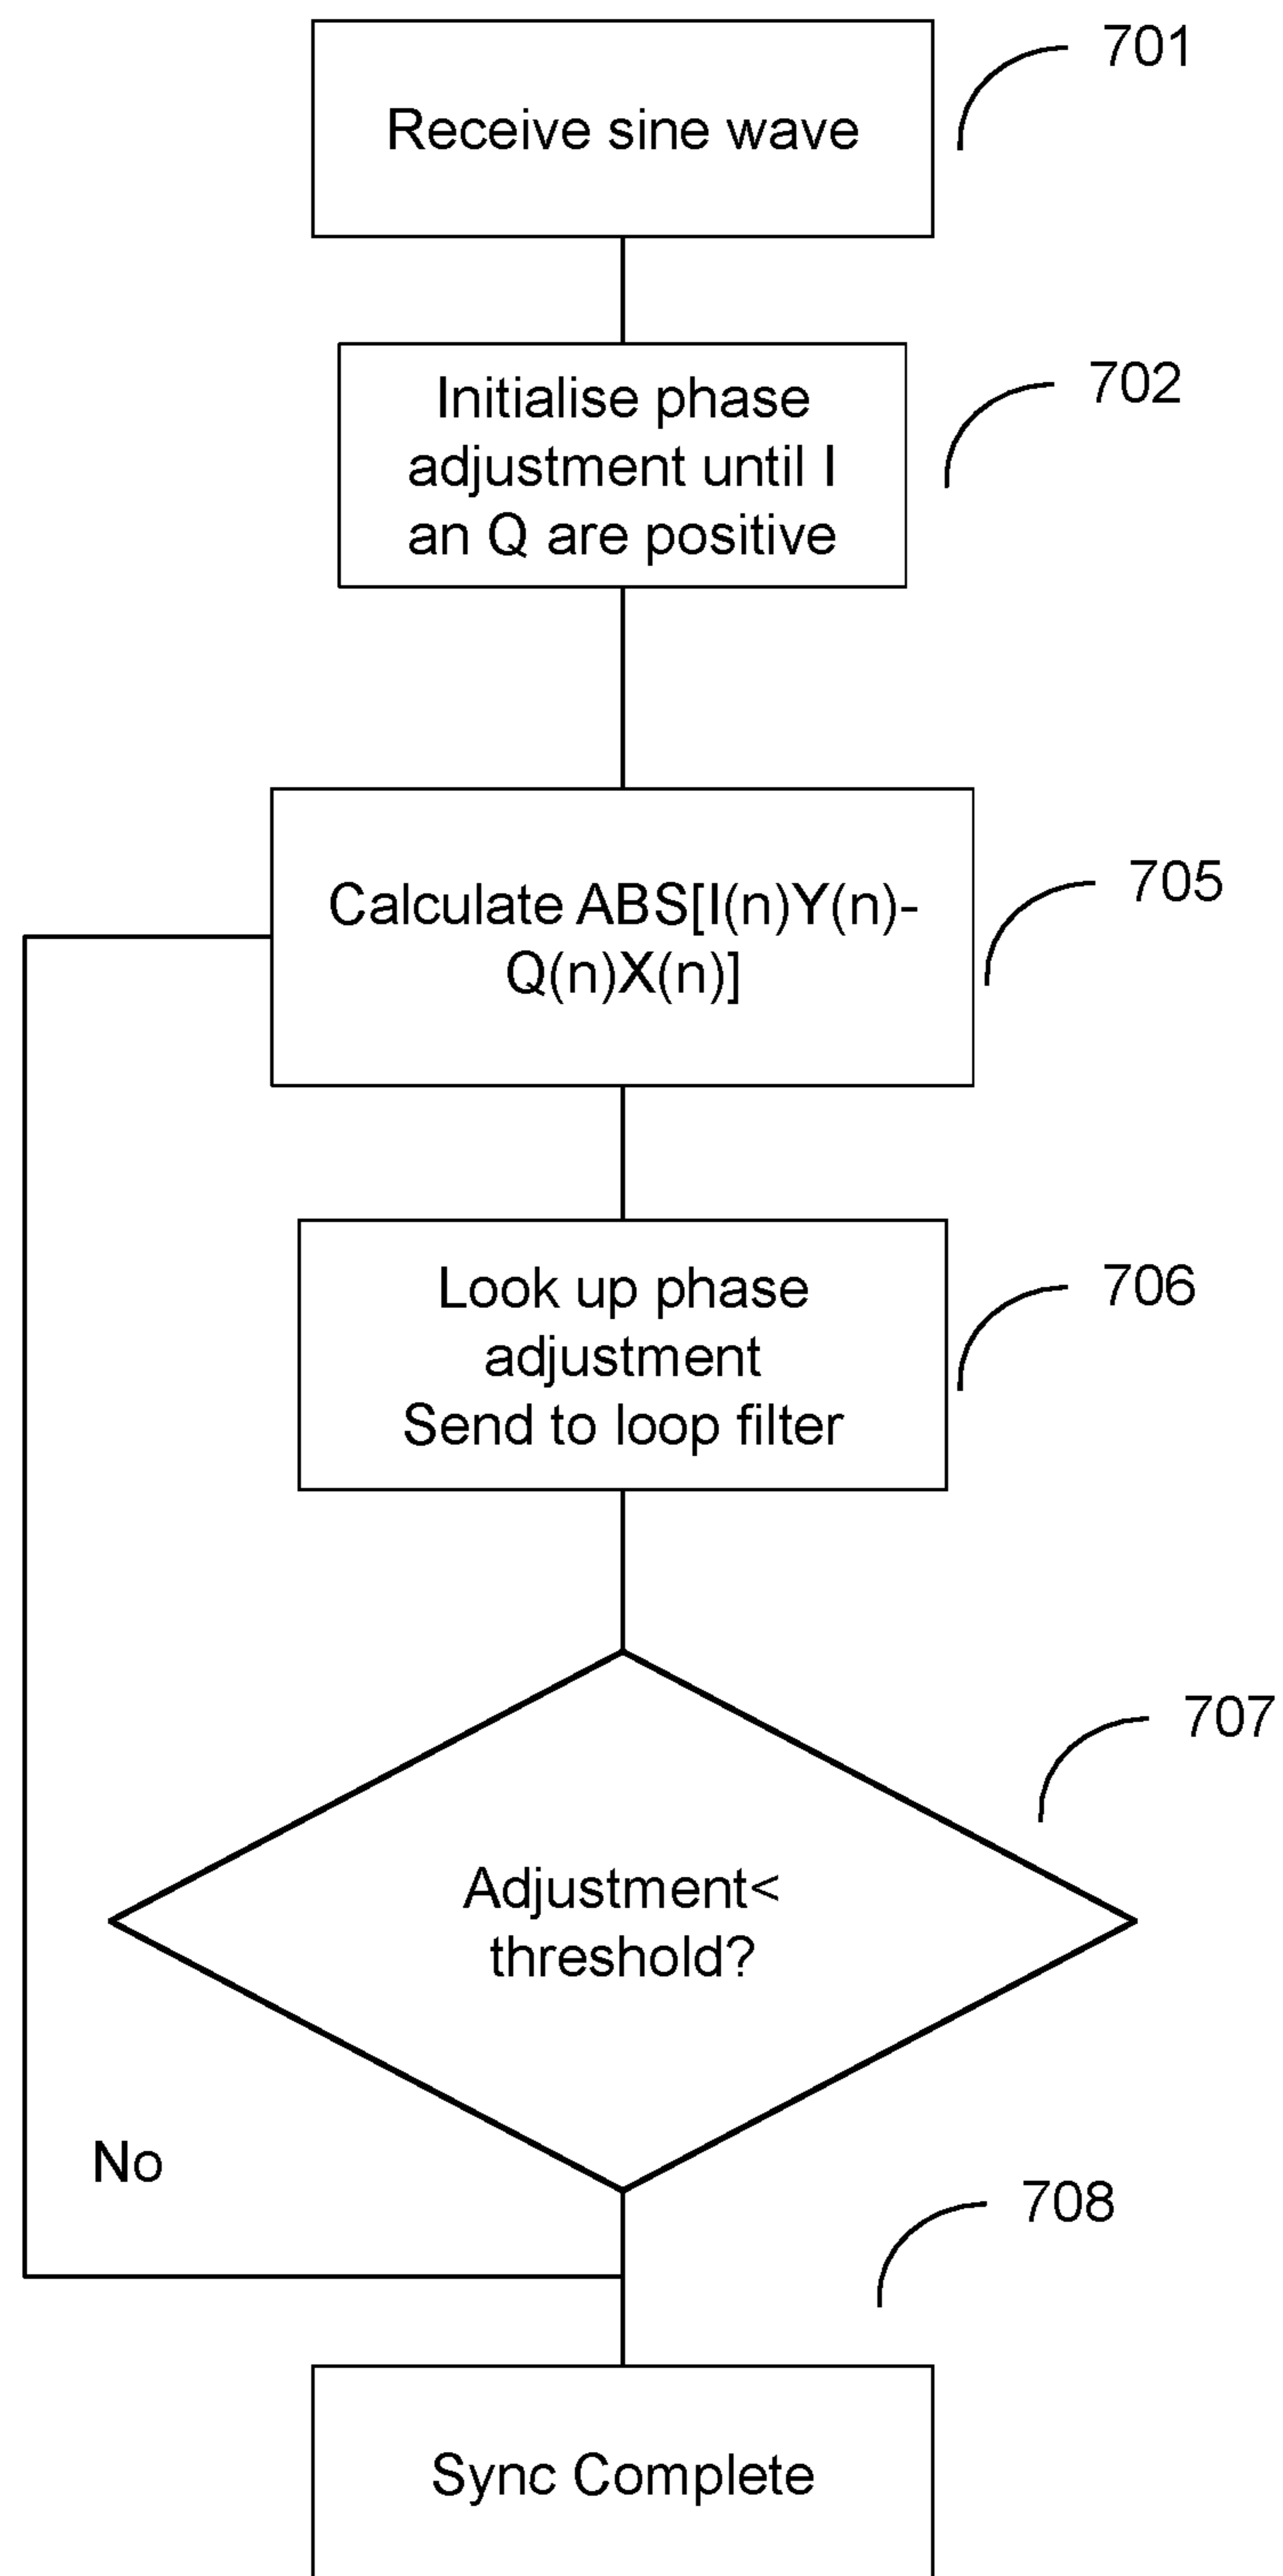 701
Receive sine wave
702
Initialise phase
adjustment until I
an Q are positive
705
Calculate ABS[I(n)Y(n)-
Q(n)X(n)]
706
Look up phase
adjustment
Send to loop filter
707
Adjustment<
threshold?
No
708
Sync Complete